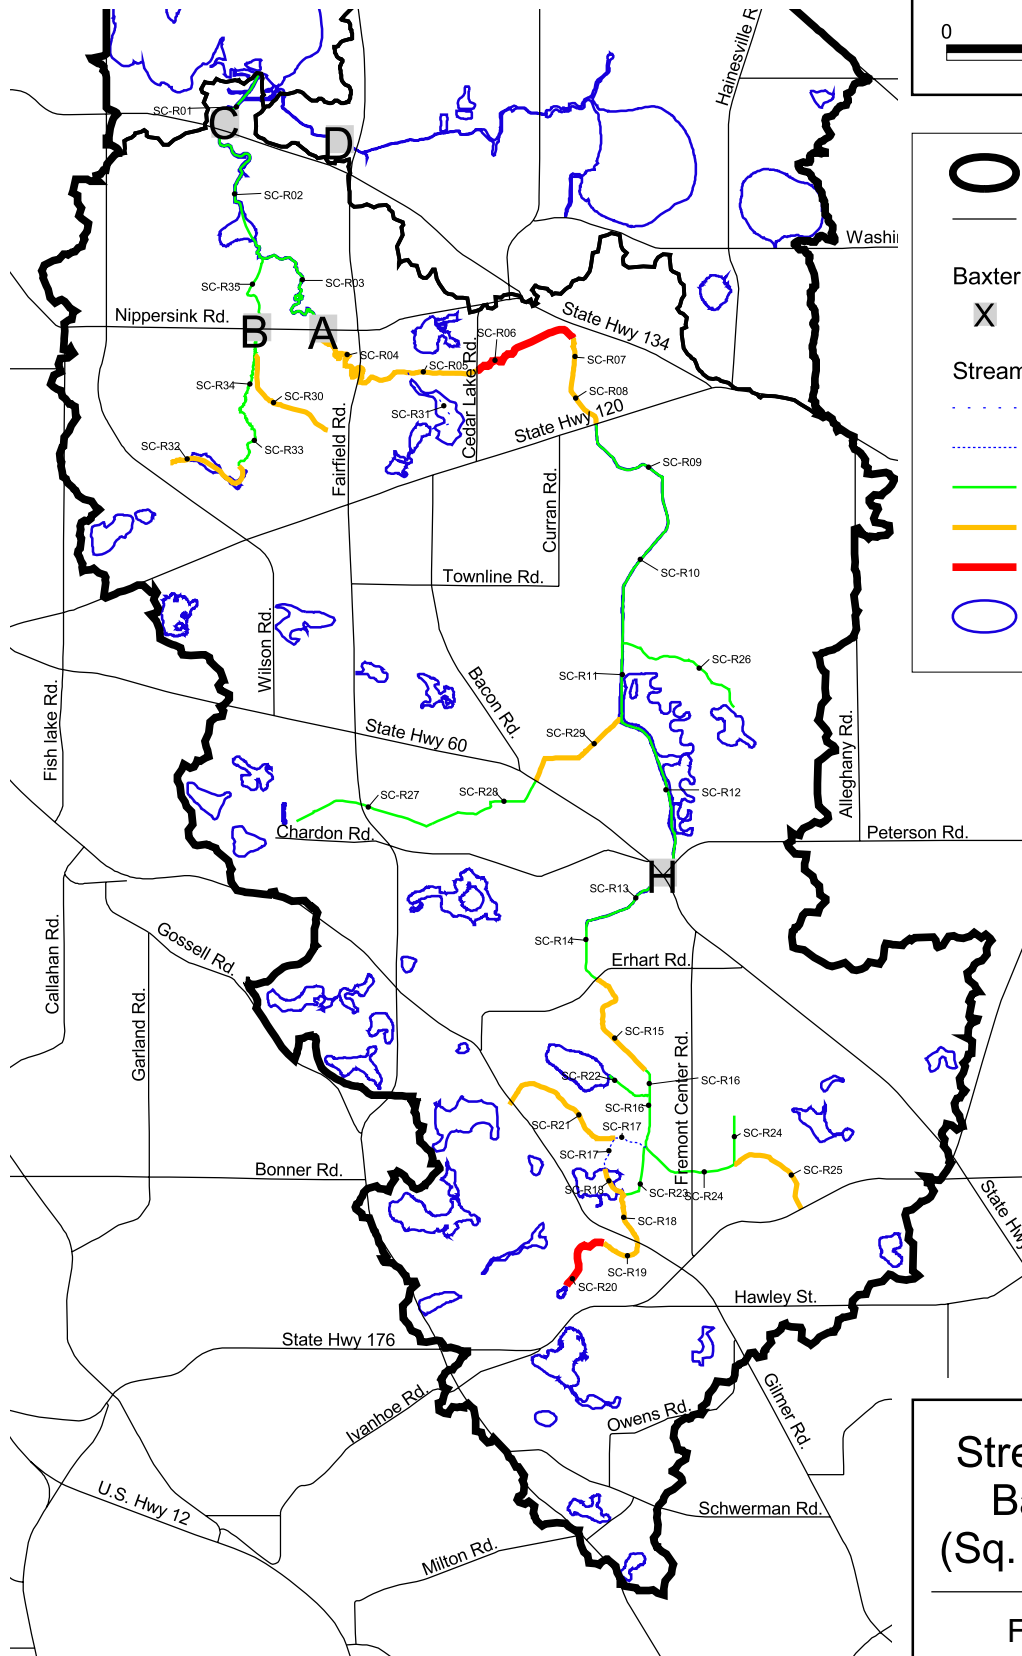 0
Hainesville R
SC-R01
C
D
SC-R02
Washi
Baxter
X
SC-R35
SC-R03
Nippersink Rd.
B
A
State Hwy 134
SC-R06
SC-R04
SC-R05
SC-R07
Stream
SC-R34
SC-R30
SC-R31
SC-R08
Cedar Lake Rd.
State Hwy 120
SC-R32
SC-R33
Fairfield Rd.
SC-R09
Curran Rd.
Townline Rd.
SC-R10
Wilson Rd.
SC-R26
SC-R11
Bacon Rd.
Fish lake Rd.
State Hwy 60
SC-R29
Alleghany Rd.
SC-R27
SC-R28
SC-R12
Chardon Rd.
Peterson Rd.
H
SC-R13
Callahan Rd.
Gossell Rd.
SC-R14
Erhart Rd.
Garland Rd.
SC-R15
Fremont Center Rd.
SC-R22
SC-R16
SC-R16
SC-R21
SC-R17
SC-R24
SC-R17
Bonner Rd.
SC-R25
SC-R18
SC-R23
SC-R24
State Hwy
SC-R18
SC-R19
SC-R20
Hawley St.
State Hwy 176
Ivanhoe Rd.
Gilmer Rd.
Owens Rd.
Stre
Ba
(Sq.
U.S. Hwy 12
Schwerman Rd.
Milton Rd.
F